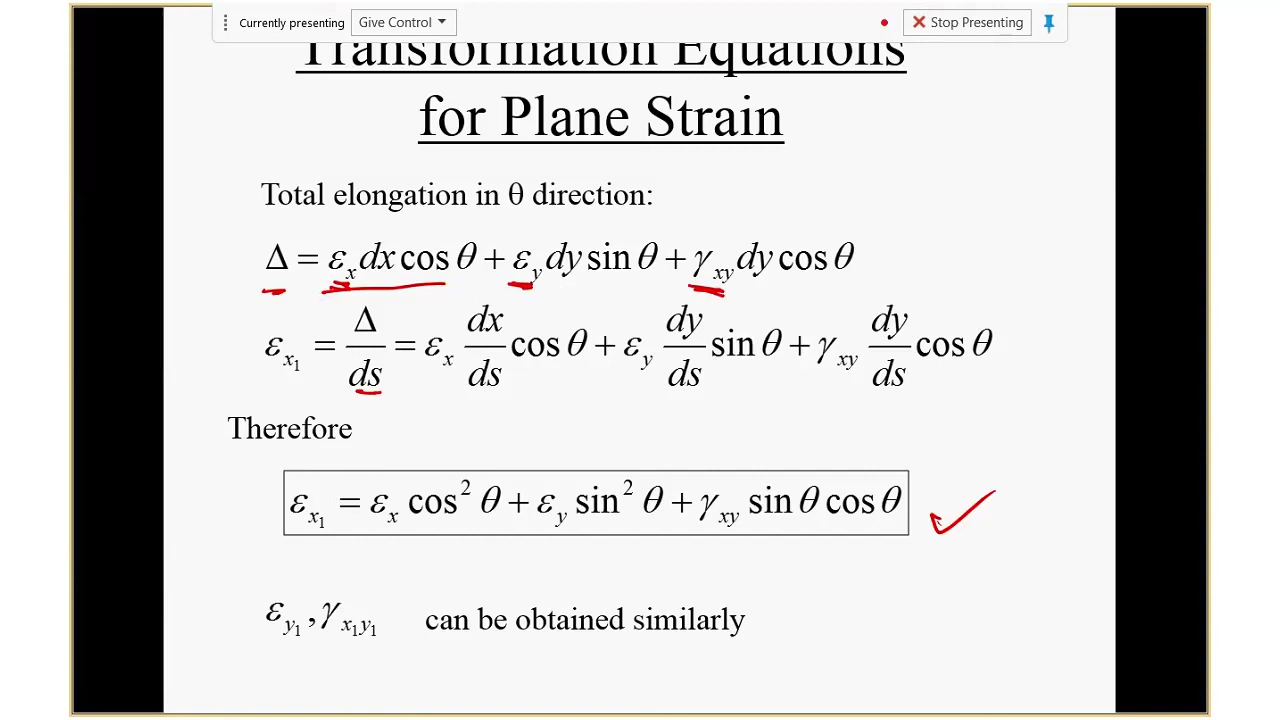 Currently presenting Give Control Stop Presenting
Transformation Equations
for Plane Strain
Total elongation in θ direction:
Δ = ε_x dx cos θ + ε_y dy sin θ + γ_xy dy cos θ
ε_x₁ = Δ/ds = ε_x dx/ds cos θ + ε_y dy/ds sin θ + γ_xy dy/ds cos θ
Therefore
ε_x₁ = ε_x cos² θ + ε_y sin² θ + γ_xy sin θ cos θ
ε_y₁ , γ_x₁y₁ can be obtained similarly